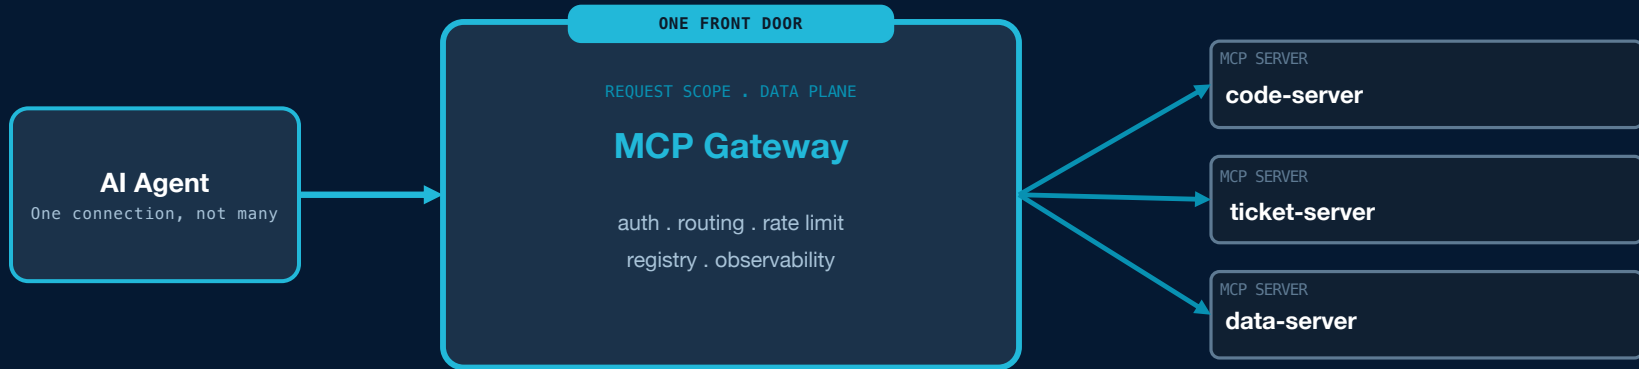 ONE FRONT DOOR
REQUEST SCOPE . DATA PLANE
MCP Gateway
auth . routing . rate limit
registry . observability
AI Agent
One connection, not many
MCP SERVER
code-server
MCP SERVER
ticket-server
MCP SERVER
data-server